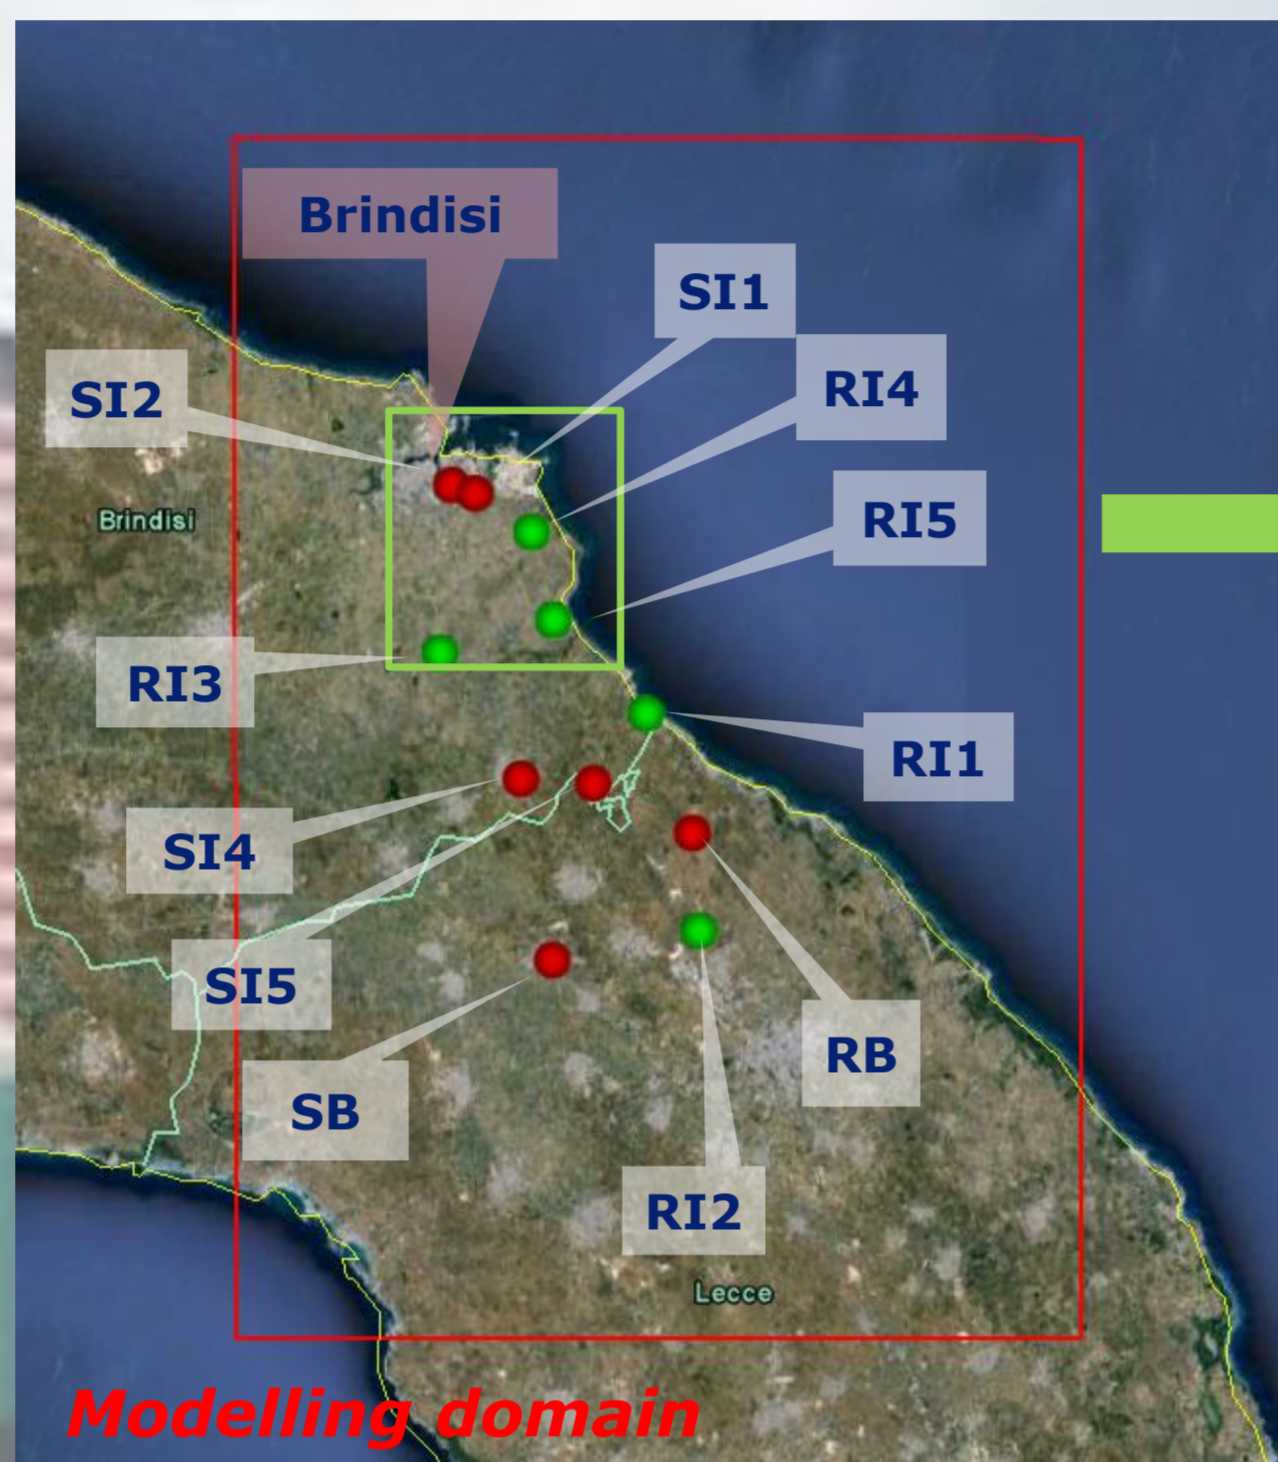 Brindisi
SI1
RI4
SI2
RI5
Brindisi
RI3
RI1
SI4
SI5
RB
SB
RI2
Lecce
Modelling domain